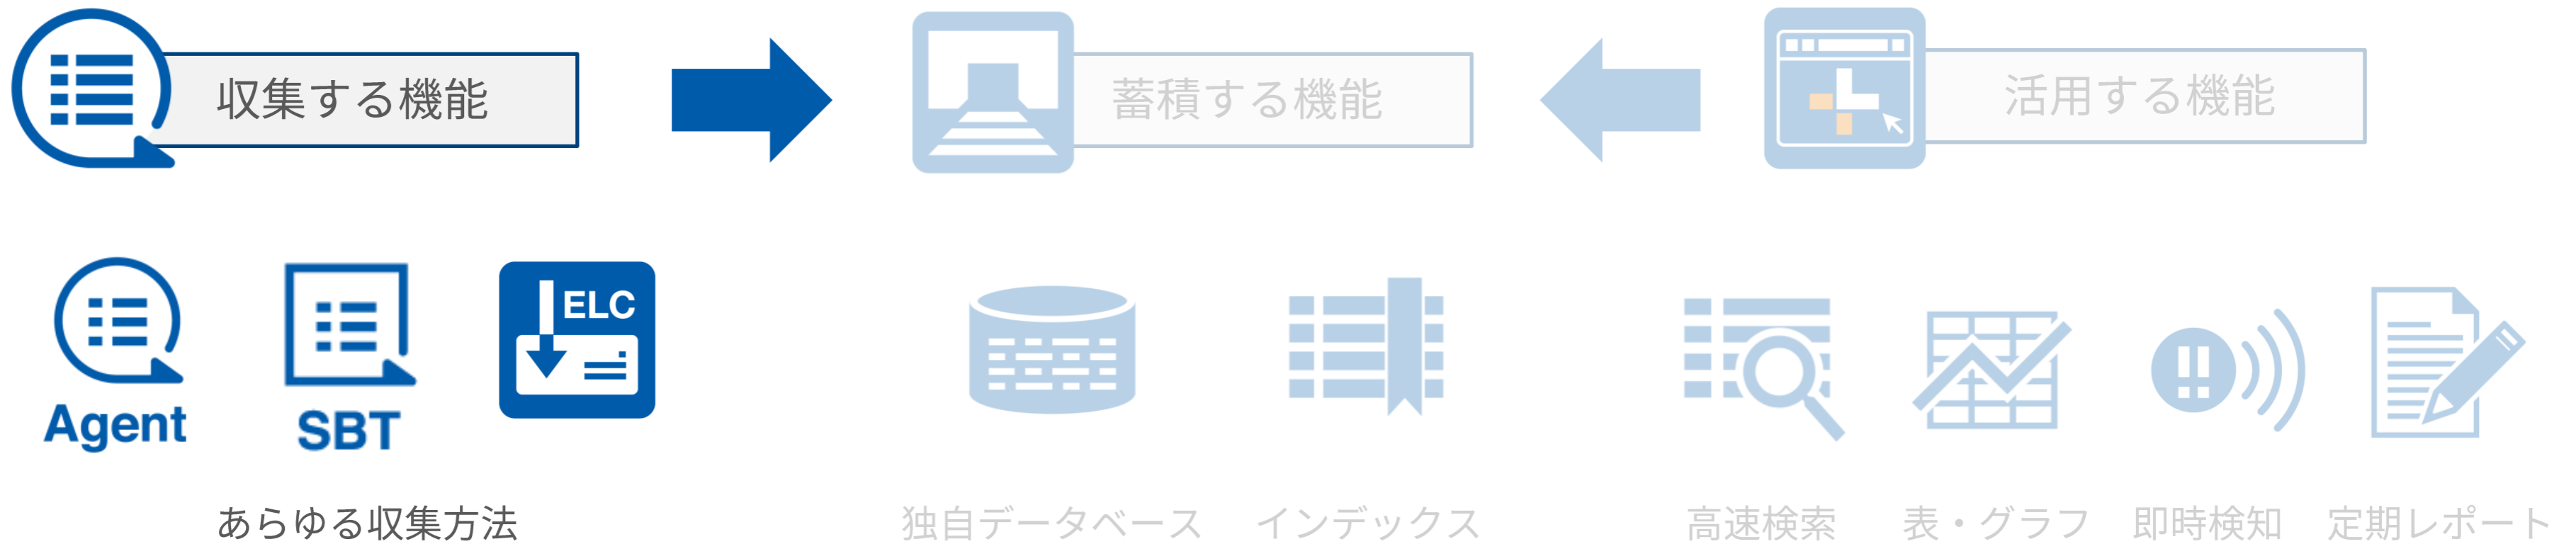 収集する機能
蓄積する機能
活用する機能
Agent
SBT
ELC
あらゆる収集方法
独自データベース
インデックス
高速検索
表・グラフ
即時検知
定期レポート